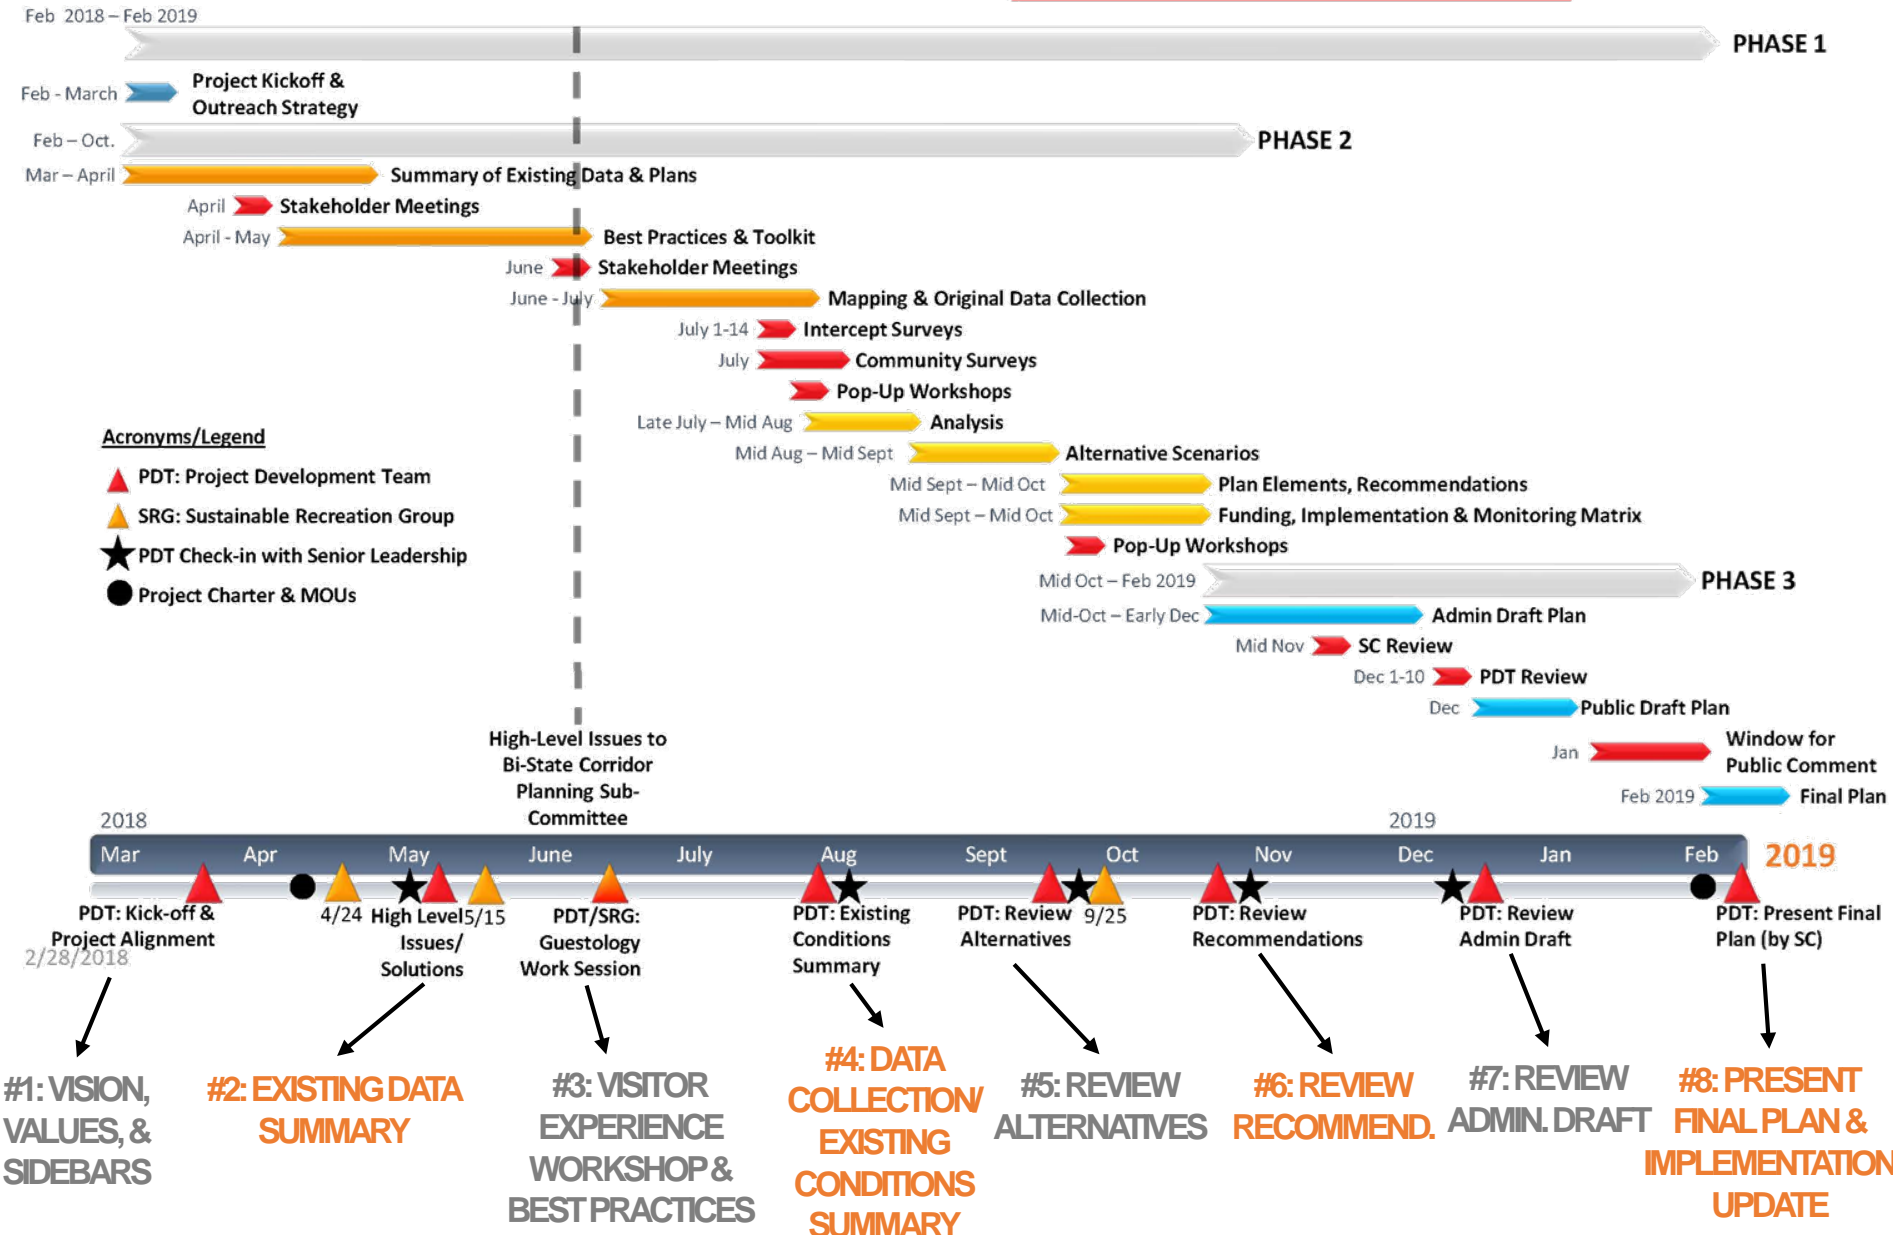 Feb 2018 – Feb 2019
PHASE 1
Feb - March
Project Kickoff &
Outreach Strategy
Feb – Oct.
PHASE 2
Mar – April
Summary of Existing Data & Plans
April
Stakeholder Meetings
April - May
Best Practices & Toolkit
June
Stakeholder Meetings
June - July
Mapping & Original Data Collection
July 1-14
Intercept Surveys
July
Community Surveys
Pop-Up Workshops
Late July – Mid Aug
Analysis
Mid Aug – Mid Sept
Alternative Scenarios
Mid Sept – Mid Oct
Plan Elements, Recommendations
Mid Sept – Mid Oct
Funding, Implementation & Monitoring Matrix
Pop-Up Workshops
Mid Oct – Feb 2019
PHASE 3
Mid-Oct – Early Dec
Admin Draft Plan
Mid Nov
SC Review
Dec 1-10
PDT Review
Dec
Public Draft Plan
Jan
Window for
Public Comment
Feb 2019
Final Plan
Acronyms/Legend
PDT: Project Development Team
SRG: Sustainable Recreation Group
PDT Check-in with Senior Leadership
Project Charter & MOUs
High-Level Issues to
Bi-State Corridor
Planning Sub-
Committee
2018
2019
Mar
Apr
May
June
July
Aug
Sept
Oct
Nov
Dec
Jan
Feb
2019
PDT: Kick-off &
Project Alignment
2/28/2018
4/24
High Level
Issues/
Solutions
5/15
PDT/SRG:
Guestology
Work Session
PDT: Existing
Conditions
Summary
PDT: Review
Alternatives
9/25
PDT: Review
Recommendations
PDT: Review
Admin Draft
PDT: Present Final
Plan (by SC)
#1: VISION,
VALUES, &
SIDEBARS
#2: EXISTING DATA
SUMMARY
#3: VISITOR
EXPERIENCE
WORKSHOP &
BEST PRACTICES
#4: DATA
COLLECTION/
EXISTING
CONDITIONS
SUMMARY
#5: REVIEW
ALTERNATIVES
#6: REVIEW
RECOMMEND.
#7: REVIEW
ADMIN. DRAFT
#8: PRESENT
FINAL PLAN &
IMPLEMENTATION
UPDATE